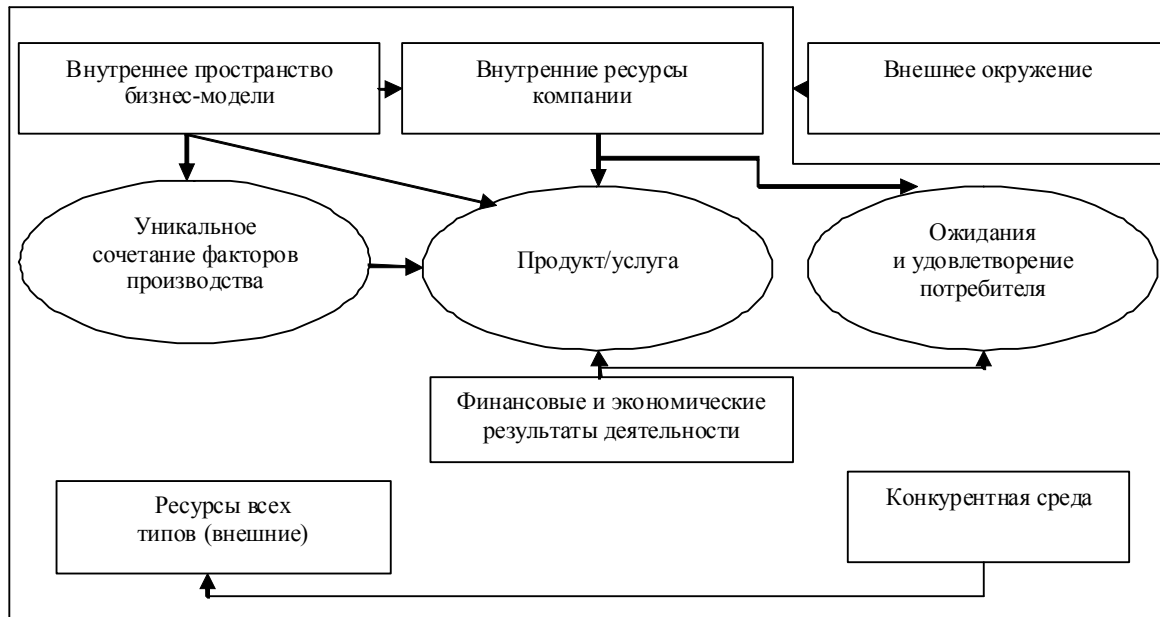 Внутреннее пространство
бизнес-модели
Внутренние ресурсы
компании
Внешнее окружение
Уникальное
сочетание факторов
производства
Продукт/услуга
Ожидания
и удовлетворение
потребителя
Финансовые и экономические
результаты деятельности
Ресурсы всех
типов (внешние)
Конкурентная среда